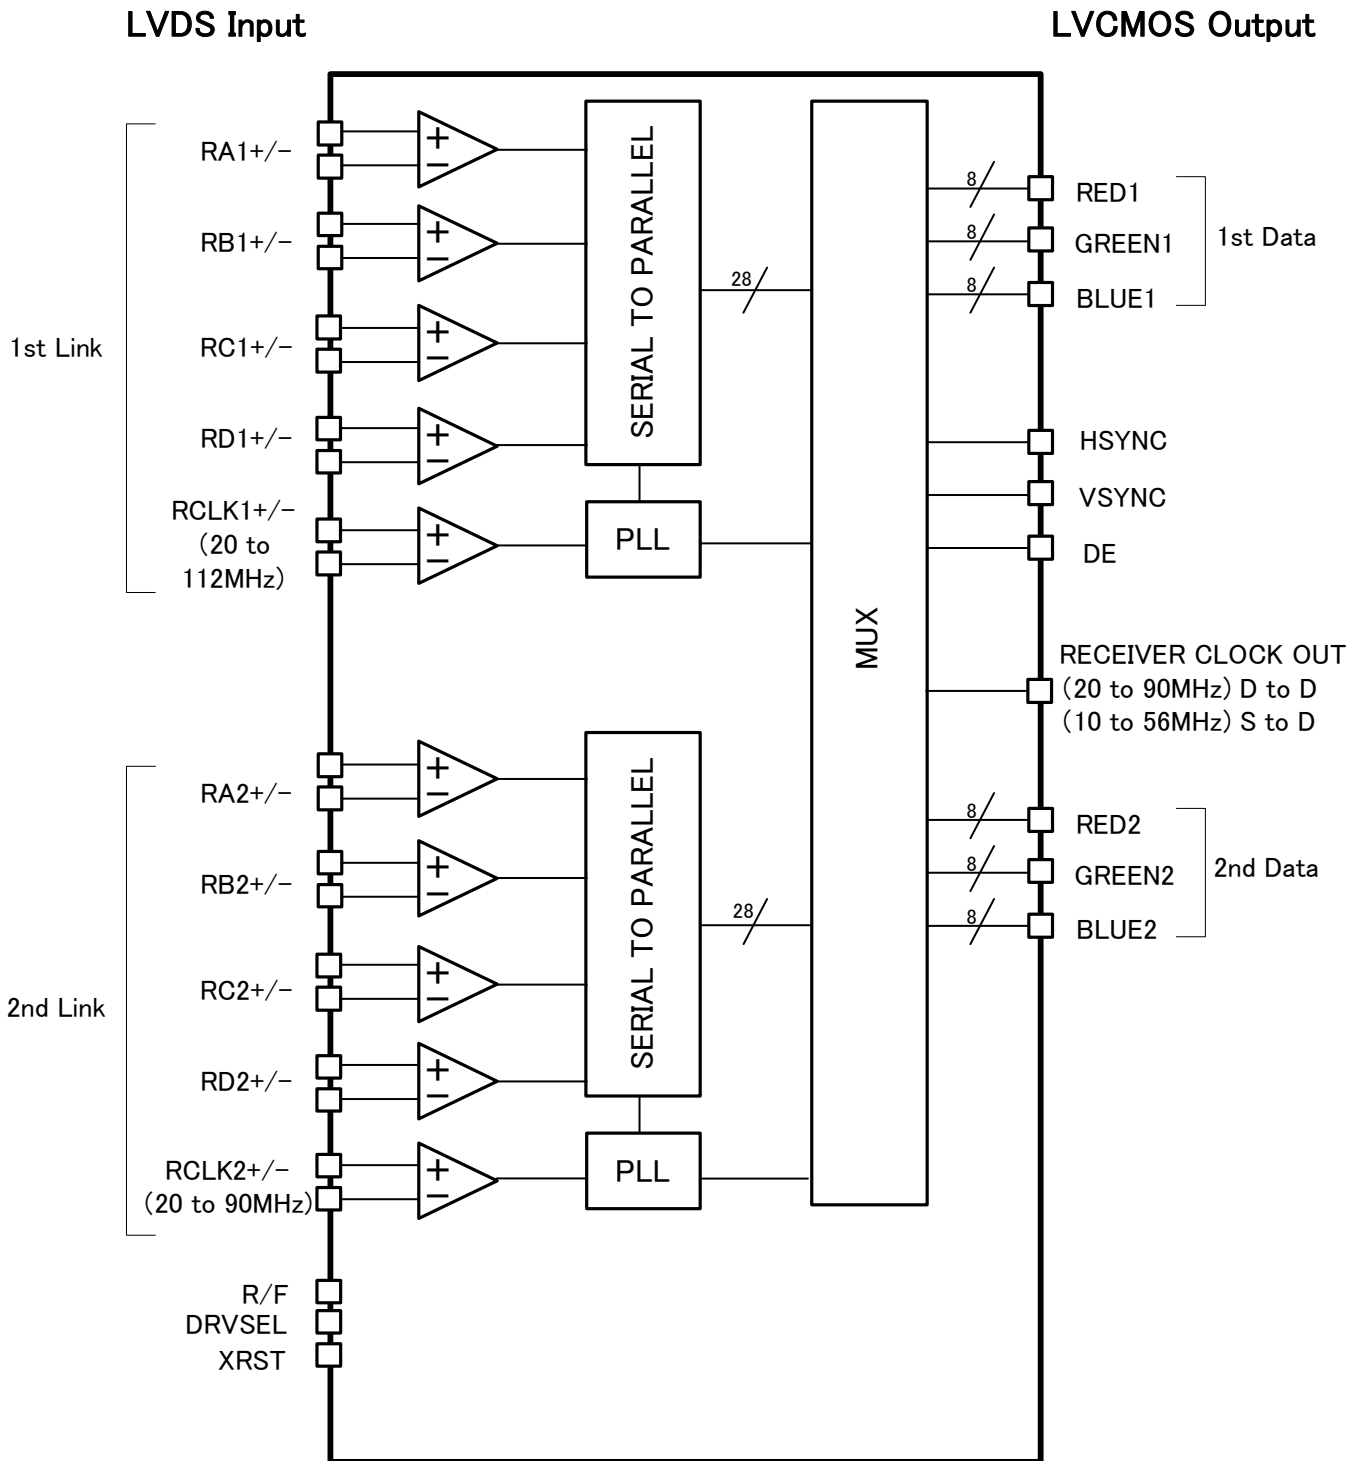 LVDS Input
LVCMOS Output
1st Link
RA1+/-
RB1+/-
RC1+/-
RD1+/-
RCLK1+/-
(20 to
112MHz)
+
-
+
-
+
-
+
-
+
-
SERIAL TO PARALLEL
PLL
28
MUX
8
RED1
8
GREEN1
8
BLUE1
1st Data
HSYNC
VSYNC
DE
RECEIVER CLOCK OUT
(20 to 90MHz) D to D
(10 to 56MHz) S to D
2nd Link
RA2+/-
RB2+/-
RC2+/-
RD2+/-
RCLK2+/-
(20 to 90MHz)
+
-
+
-
+
-
+
-
+
-
SERIAL TO PARALLEL
PLL
28
8
RED2
8
GREEN2
8
BLUE2
2nd Data
R/F
DRVSEL
XRST